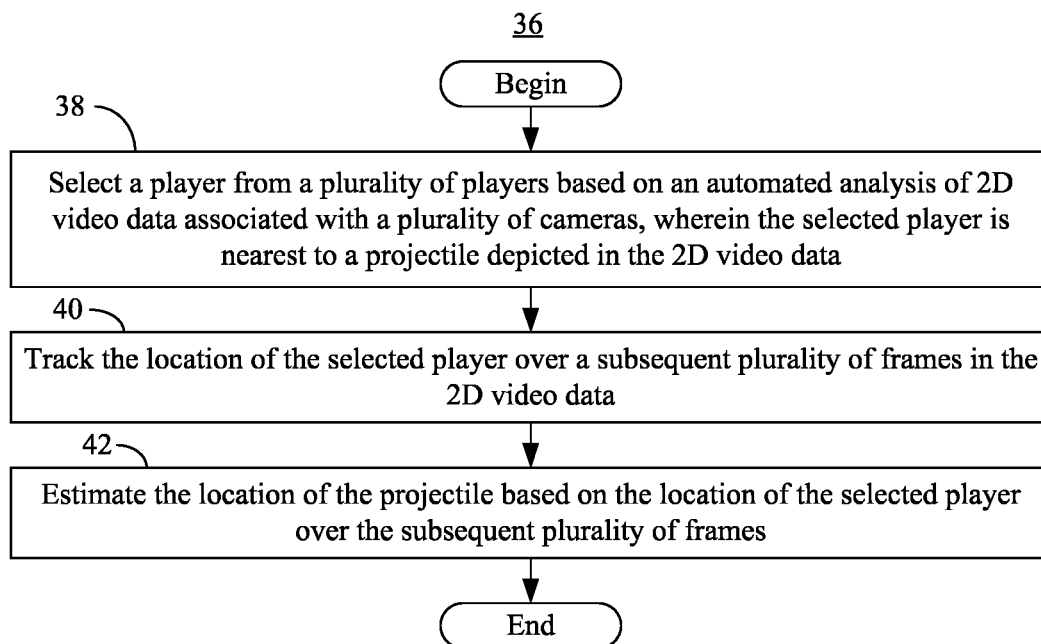 36
Begin
38
Select a player from a plurality of players based on an automated analysis of 2D
video data associated with a plurality of cameras, wherein the selected player is
nearest to a projectile depicted in the 2D video data
40
Track the location of the selected player over a subsequent plurality of frames in the
2D video data
42
Estimate the location of the projectile based on the location of the selected player
over the subsequent plurality of frames
End